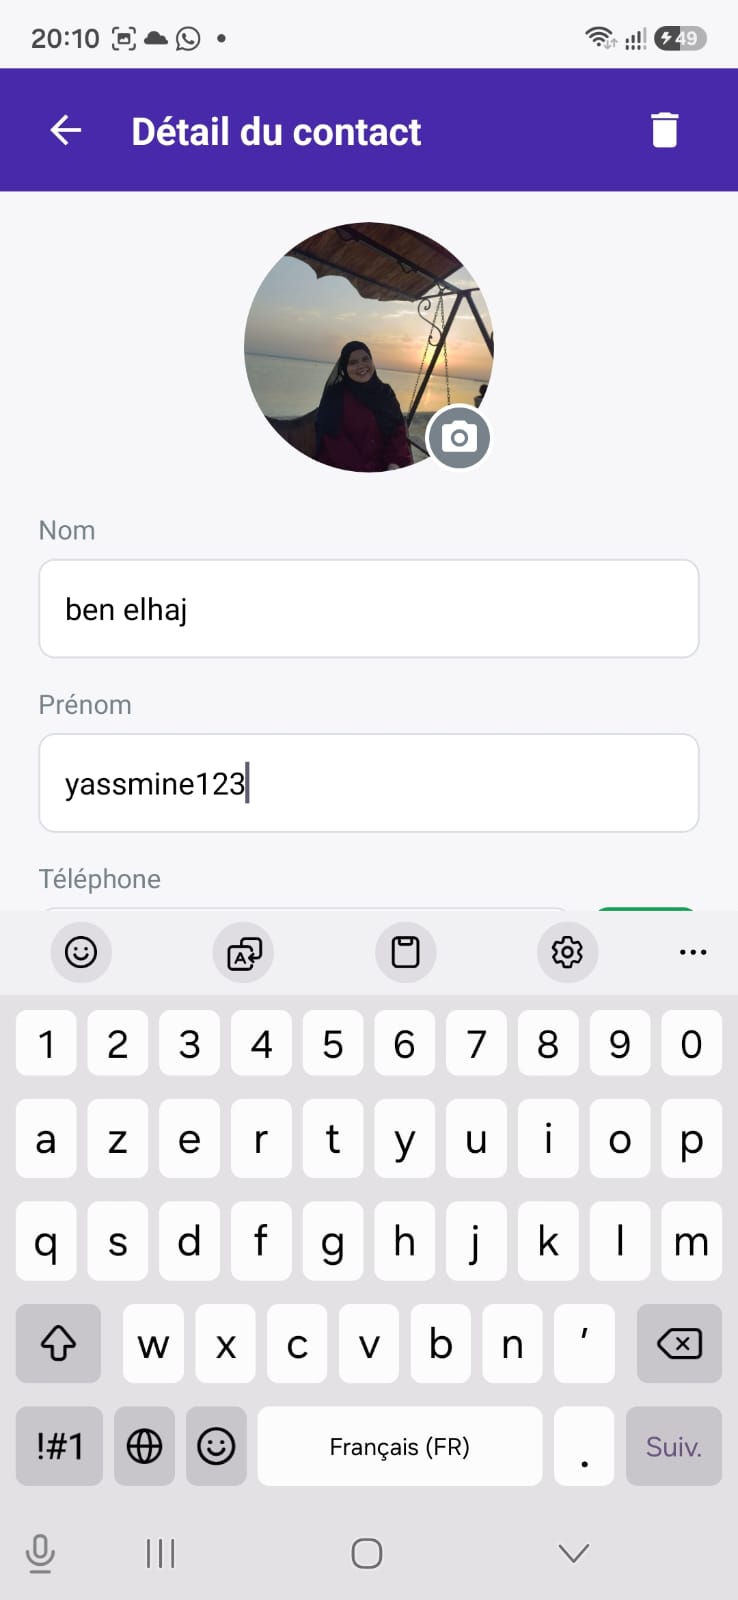 20:10
49
Détail du contact
Nom
ben elhaj
Prénom
yassmine123
Téléphone
1 2 3 4 5 6 7 8 9 0
a z e r t y u i o p
q s d f g h j k l m
w x c v b n '
!#1 Français (FR) . Suiv.